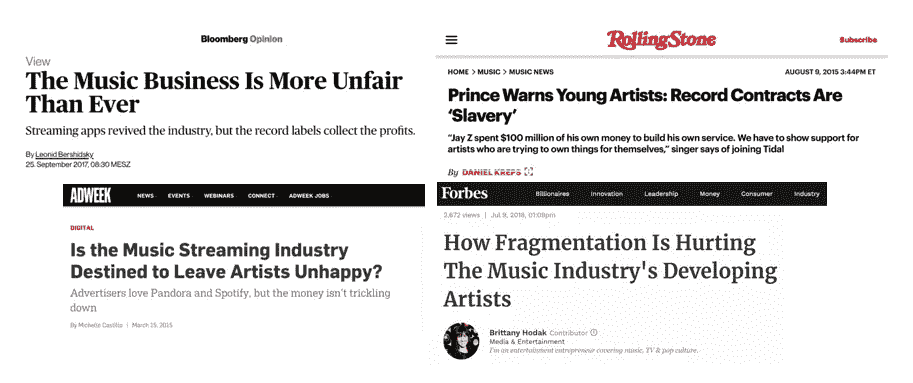 Bloomberg Opinion
View
The Music Business Is More Unfair
Than Ever
Streaming apps revived the industry, but the record labels collect the profits.
By Leonid Bershidsky
25. September 2017, 08:30 MESZ
RollingStone
Subscribe
HOME > MUSIC > MUSIC NEWS
AUGUST 9, 2015 3:44PM ET
Prince Warns Young Artists: Record Contracts Are
‘Slavery’
“Jay Z spent $100 million of his own money to build his own service. We have to show support for
artists who are trying to own things for themselves,” singer says of joining Tidal
By DANIEL KREPS
ADWEEK NEWS EVENTS WEBINARS CONNECT ADWEEK JOBS
DIGITAL
Is the Music Streaming Industry
Destined to Leave Artists Unhappy?
Advertisers love Pandora and Spotify, but the money isn’t trickling
down
By Michelle Castillo | March 15, 2015
Forbes Billionaires Innovation Leadership Money Consumer Industry
3,672 views | Jul 9, 2018, 01:09pm
How Fragmentation Is Hurting
The Music Industry's Developing
Artists
Brittany Hodak Contributor
Media & Entertainment
I'm an entertainment entrepreneur covering music, TV & pop culture.